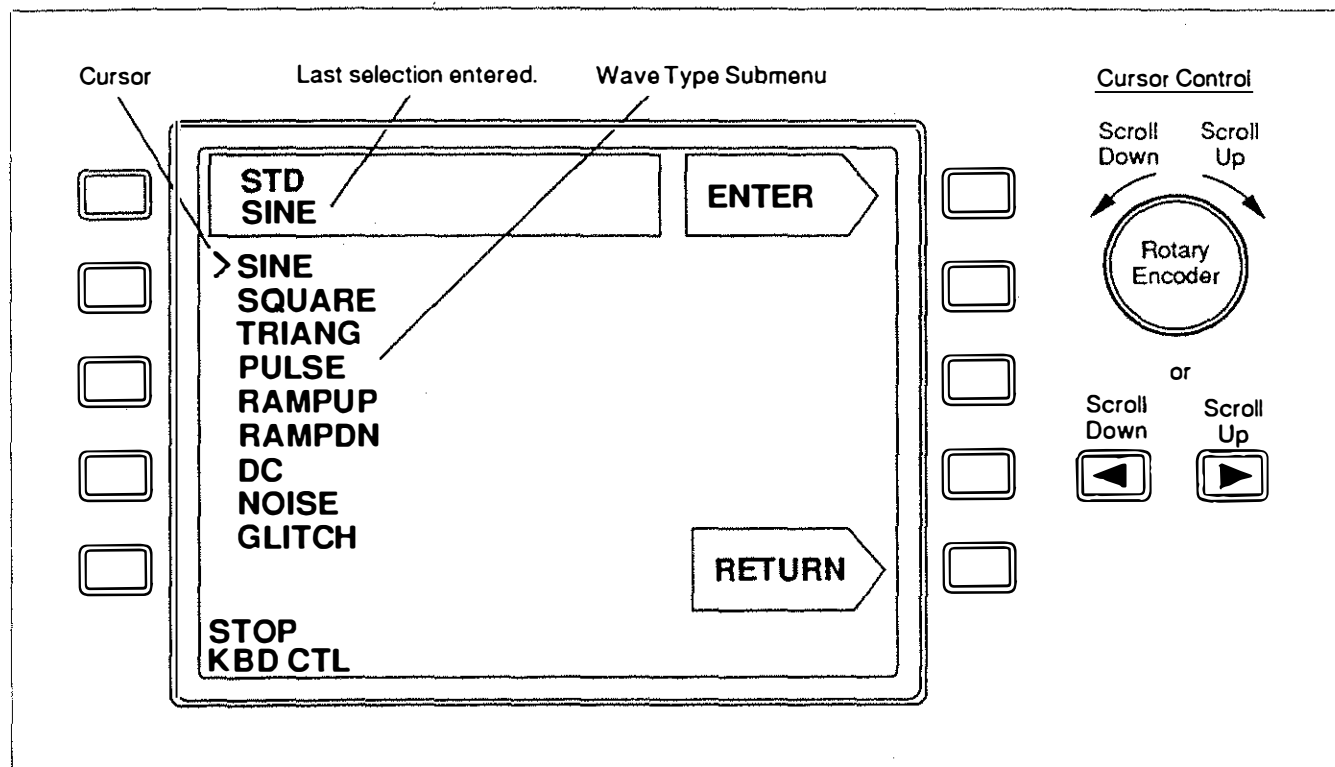 Cursor
Last selection entered.
Wave Type Submenu
Cursor Control
Scroll Down
Scroll Up
STD
SINE
ENTER
Rotary
Encoder
>SINE
SQUARE
TRIANG
PULSE
RAMPUP
RAMPDN
DC
NOISE
GLITCH
or
Scroll Down
Scroll Up
RETURN
STOP
KBD CTL